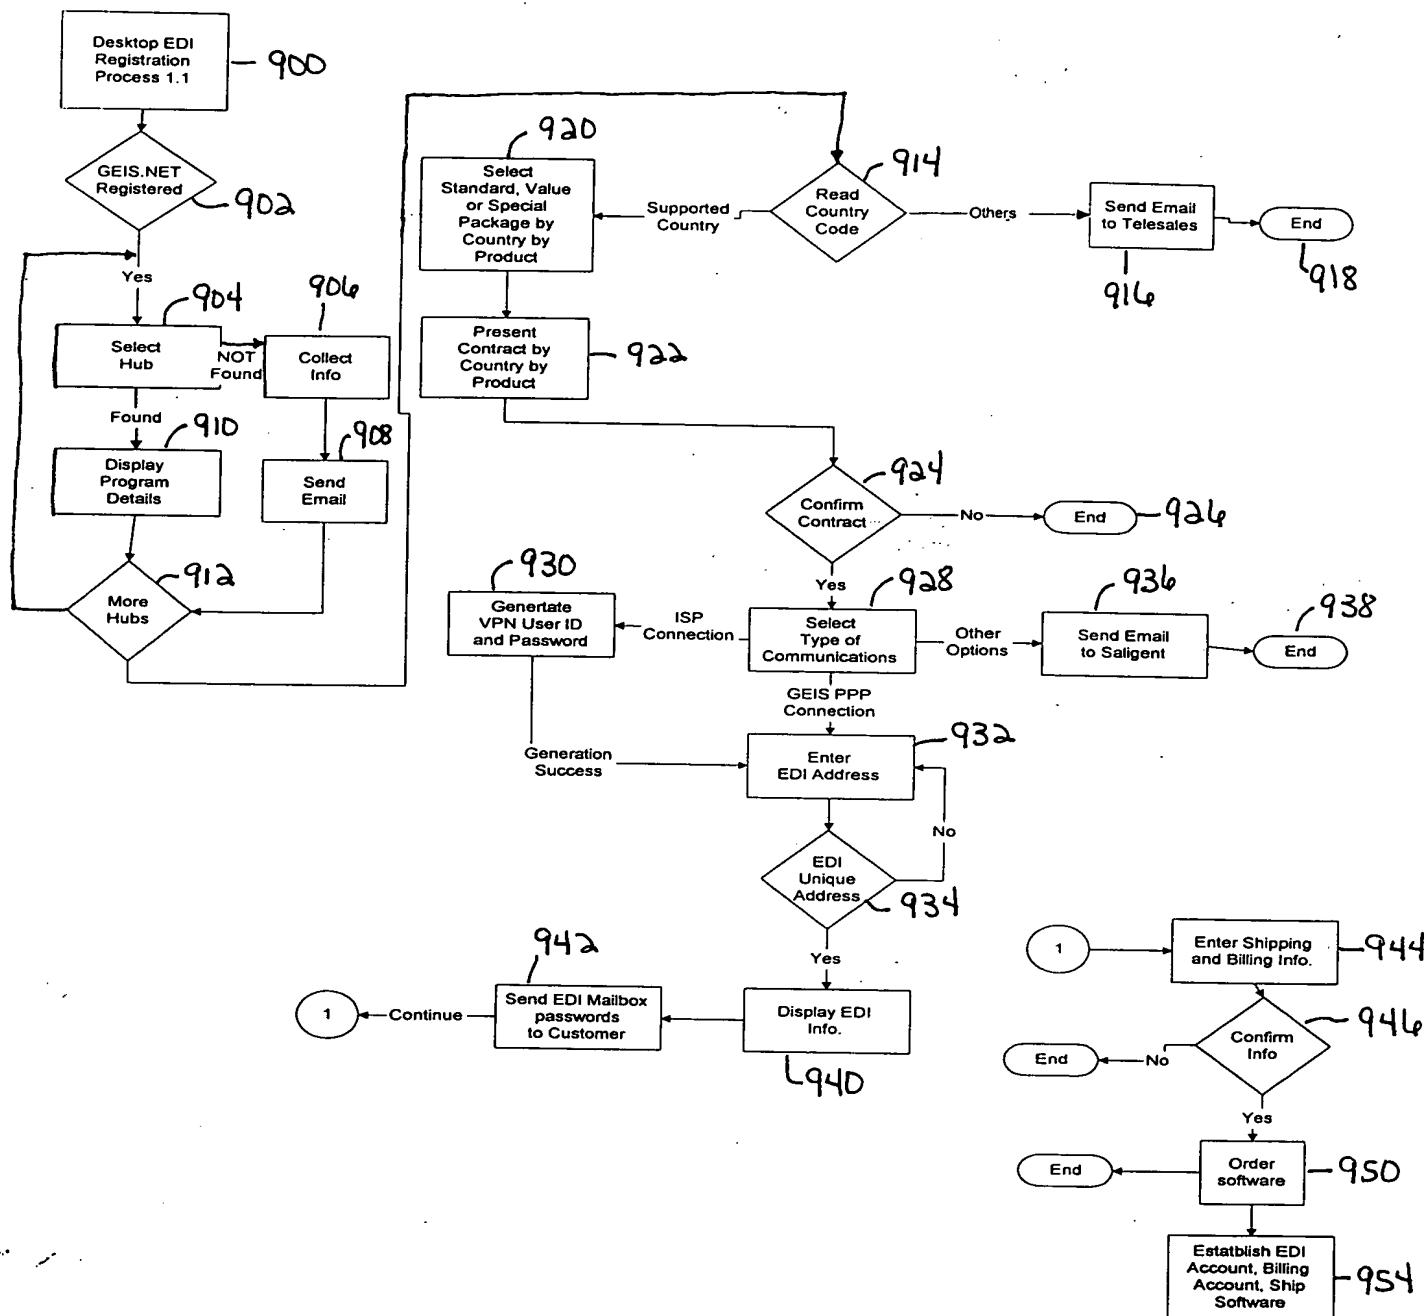 Desktop EDI
Registration
Process 1.1
900
GEIS.NET
Registered
902
Yes
904
Select
Hub
NOT
Found
906
Collect
Info
Found
910
Display
Program
Details
908
Send
Email
912
More
Hubs
920
Select
Standard, Value
or Special
Package by
Country by
Product
Supported
Country
914
Read
Country
Code
Others
Send Email
to Telesales
916
End
918
Present
Contract by
Country by
Product
922
924
Confirm
Contract
No
End
926
Yes
928
Select
Type of
Communications
ISP
Connection
930
Genertate
VPN User ID
and Password
Other
Options
936
Send Email
to Saligent
938
End
GEIS PPP
Connection
Generation
Success
932
Enter
EDI Address
No
EDI
Unique
Address
934
Yes
Display EDI
Info.
940
942
Send EDI Mailbox
passwords
to Customer
Continue
1
1
Enter Shipping
and Billing Info.
944
946
Confirm
Info
No
End
Yes
Order
software
950
End
Estatblish EDI
Account, Billing
Account, Ship
Software
954